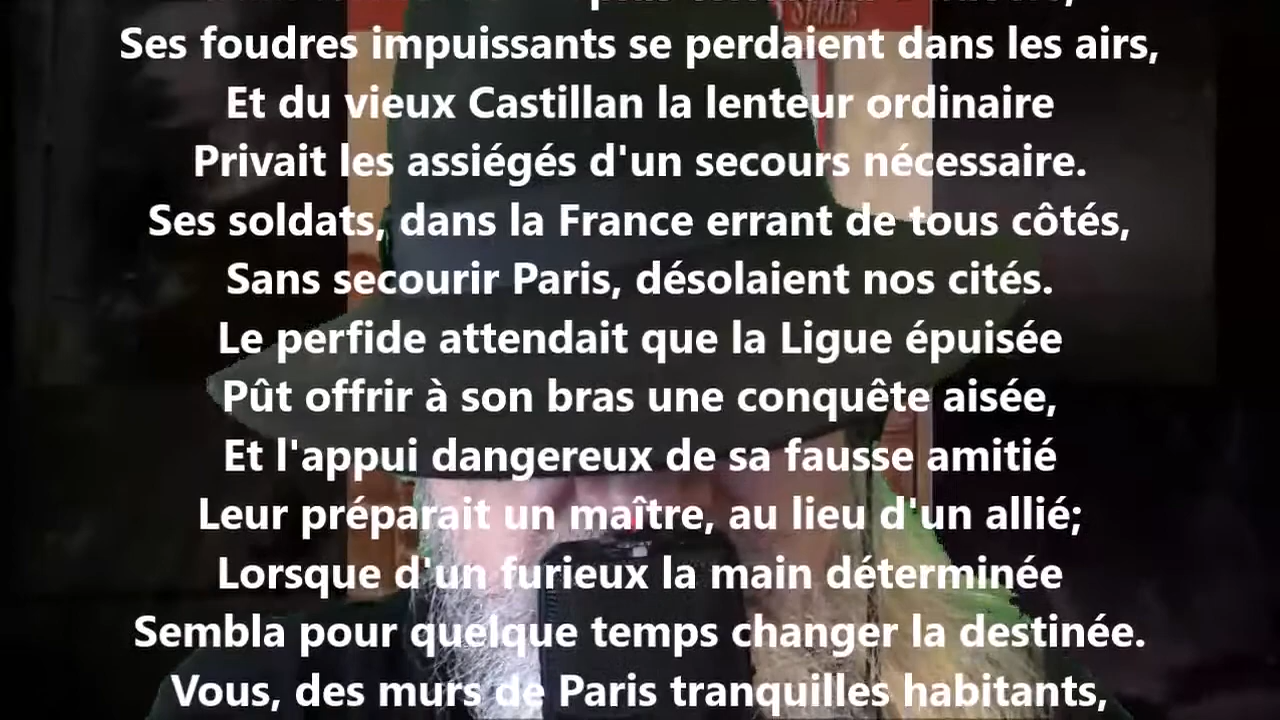 SERIES
Ses foudres impuissants se perdaient dans les airs,
Et du vieux Castillan la lenteur ordinaire
Privait les assiégés d'un secours nécessaire.
Ses soldats, dans la France errant de tous côtés,
Sans secourir Paris, désolaient nos cités.
Le perfide attendait que la Ligue épuisée
Pût offrir à son bras une conquête aisée,
Et l'appui dangereux de sa fausse amitié
Leur préparait un maître, au lieu d'un allié;
Lorsque d'un furieux la main déterminée
Sembla pour quelque temps changer la destinée.
Vous, des murs de Paris tranquilles habitants,